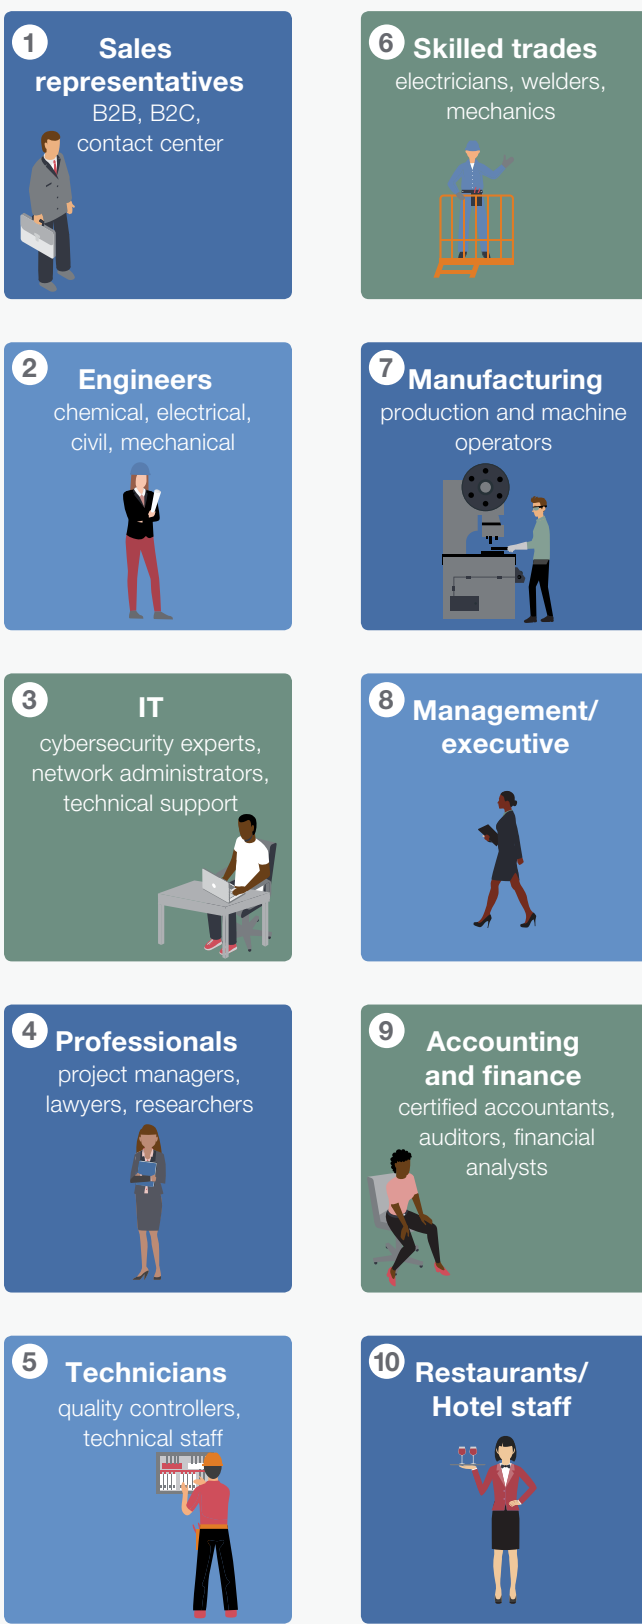 1
Sales
representatives
B2B, B2C,
contact center
2
Engineers
chemical, electrical,
civil, mechanical
3
IT
cybersecurity experts,
network administrators,
technical support
4
Professionals
project managers,
lawyers, researchers
5
Technicians
quality controllers,
technical staff
6
Skilled trades
electricians, welders,
mechanics
7
Manufacturing
production and machine
operators
8
Management/
executive
9
Accounting
and finance
certified accountants,
auditors, financial
analysts
10
Restaurants/
Hotel staff